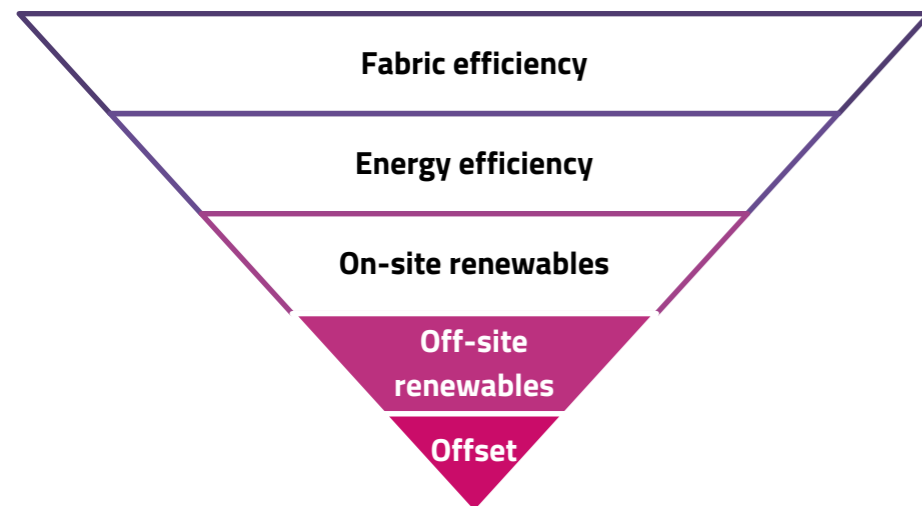 Fabric efficiency
Energy efficiency
On-site renewables
Off-site
renewables
Offset